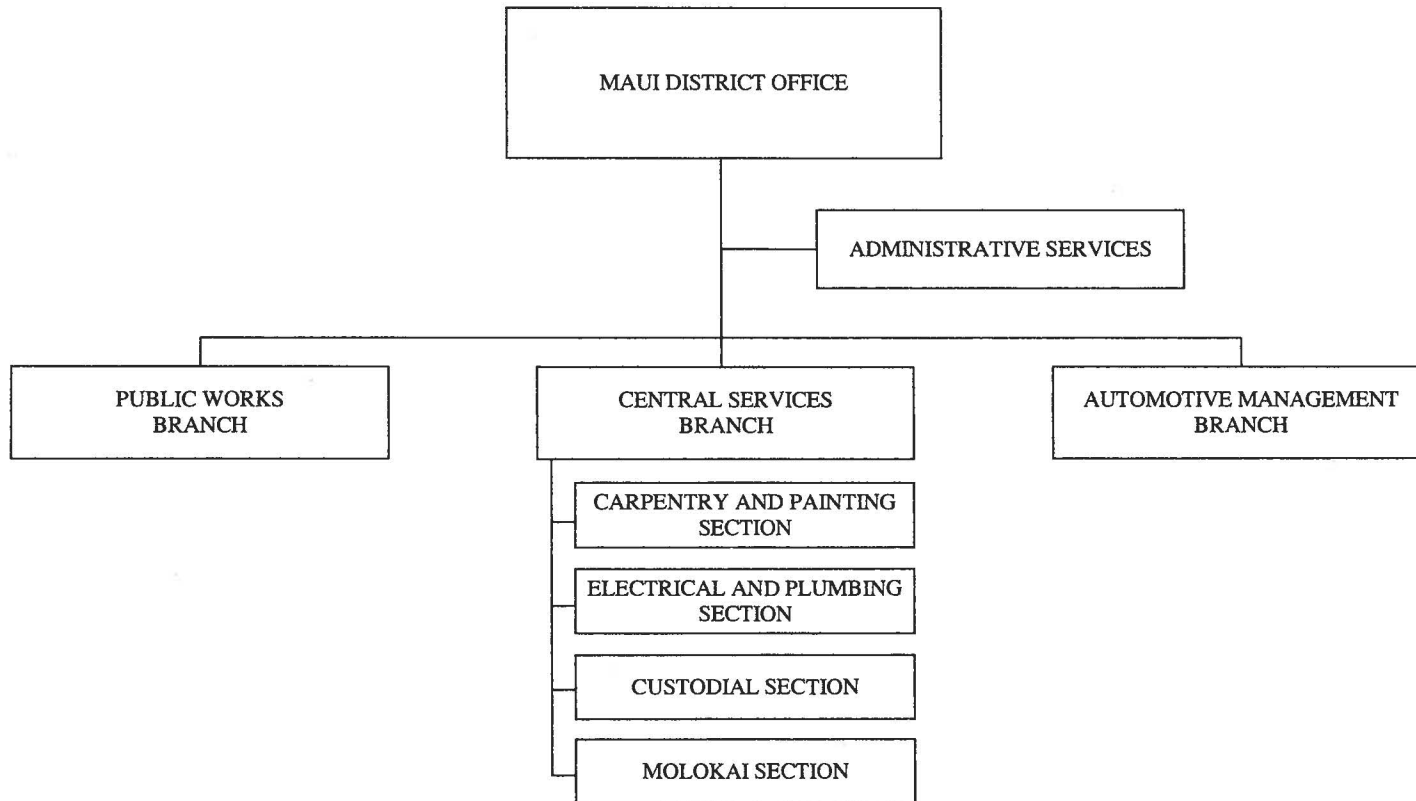 MAUI DISTRICT OFFICE
ADMINISTRATIVE SERVICES
PUBLIC WORKS
BRANCH
CENTRAL SERVICES
BRANCH
AUTOMOTIVE MANAGEMENT
BRANCH
CARPENTRY AND PAINTING
SECTION
ELECTRICAL AND PLUMBING
SECTION
CUSTODIAL SECTION
MOLOKAI SECTION